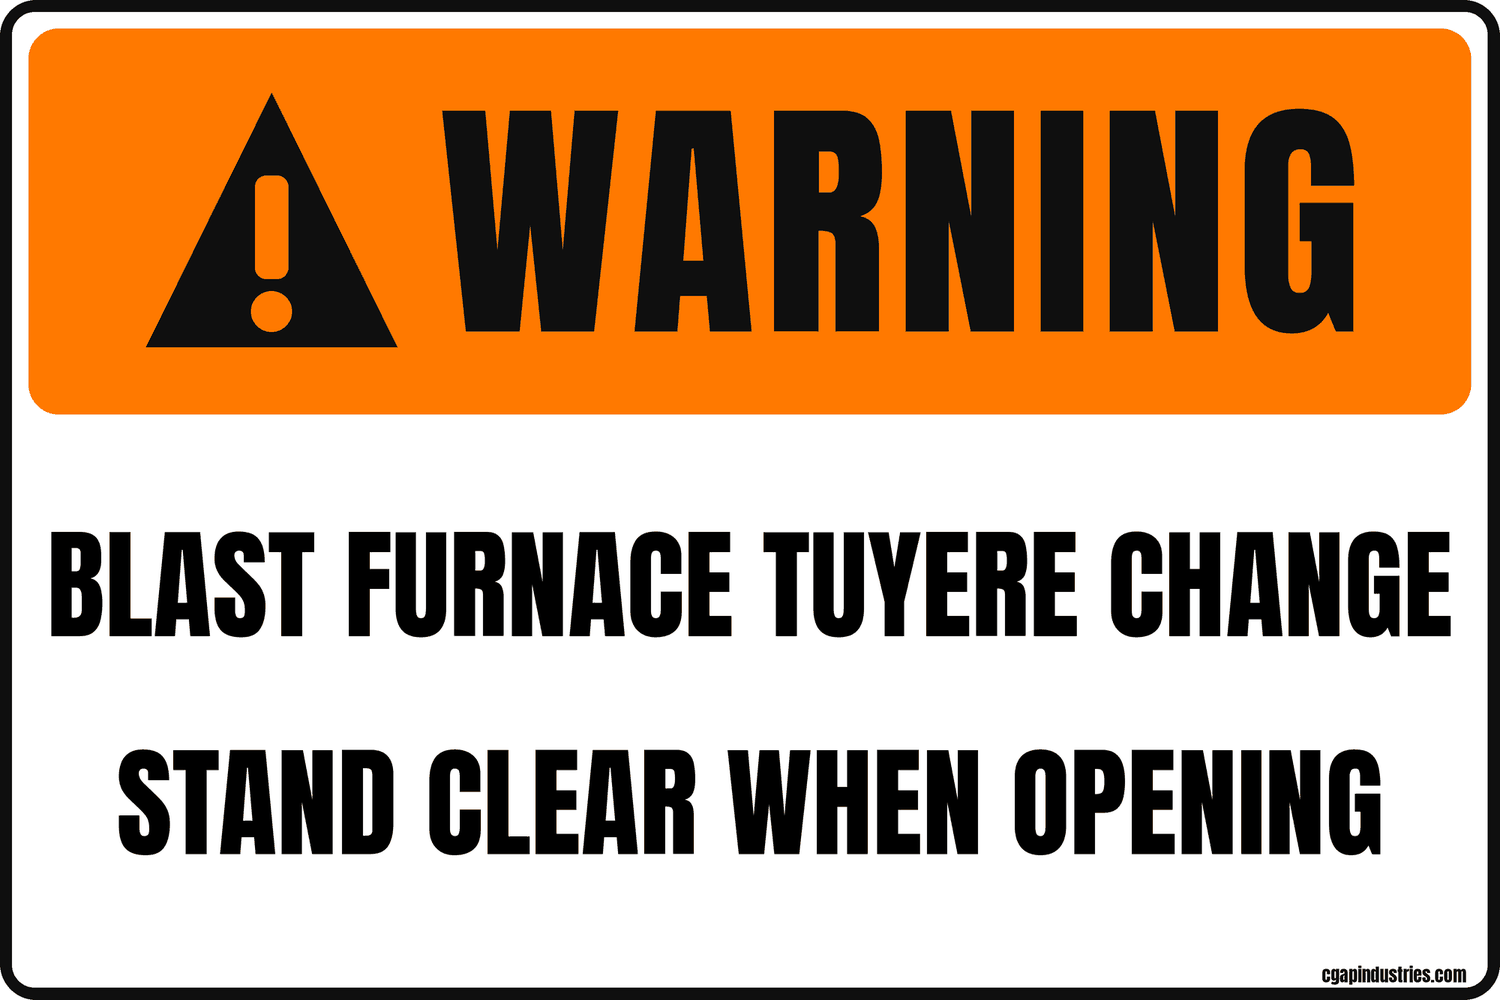 WARNING
BLAST FURNACE TUYERE CHANGE
STAND CLEAR WHEN OPENING
cgapindustries.com